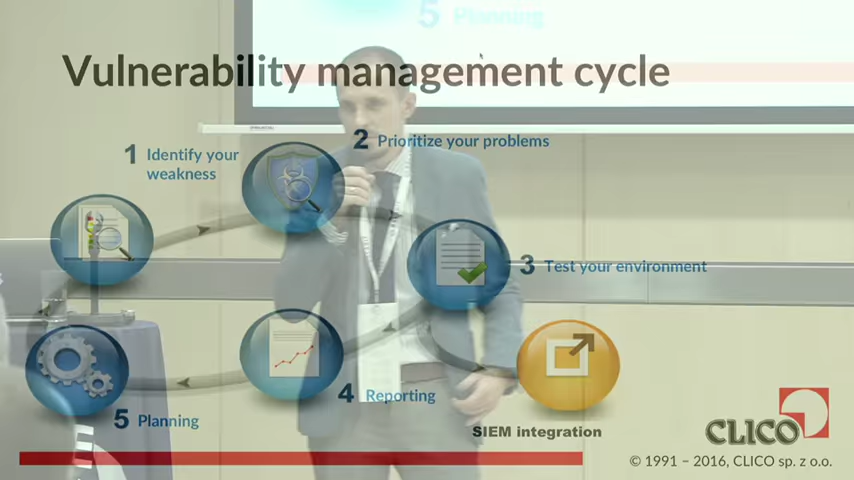 5 Planning
Vulnerability management cycle
1 Identify your
weakness
2 Prioritize your problems
3 Test your environment
4 Reporting
5 Planning
SIEM integration
CLICO
© 1991 – 2016, CLICO sp. z o.o.